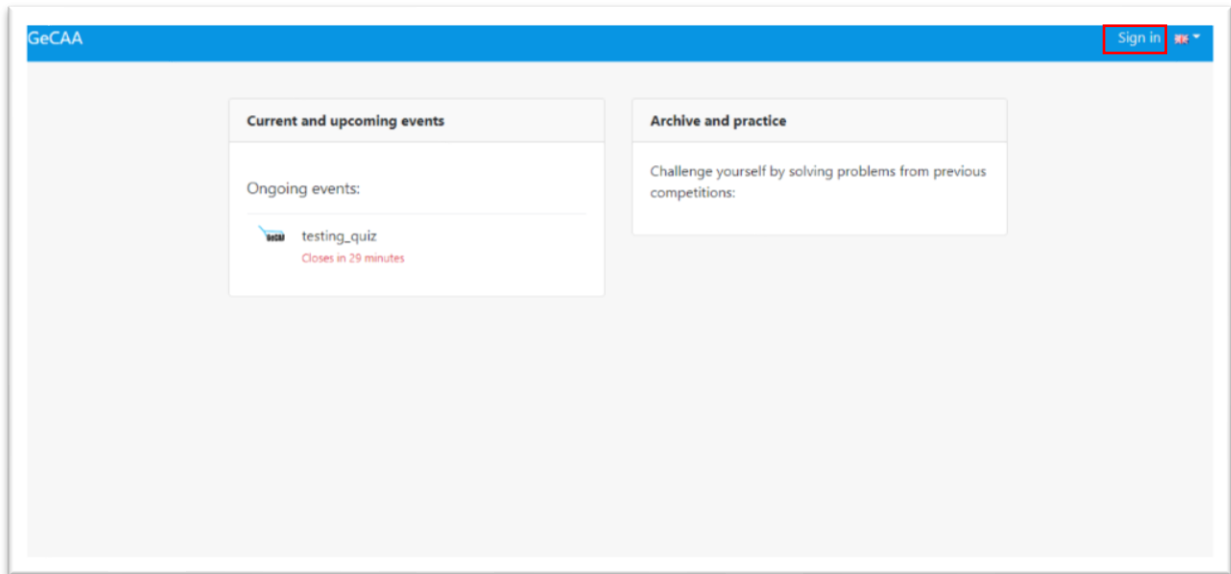 GeCAA
Sign in
Current and upcoming events
Ongoing events:
GeCAA
testing_quiz
Closes in 29 minutes
Archive and practice
Challenge yourself by solving problems from previous
competitions: